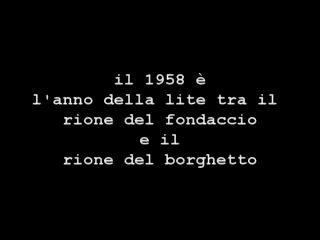 il 1958 è
l'anno della lite tra il
rione del fondaccio
e il
rione del borghetto